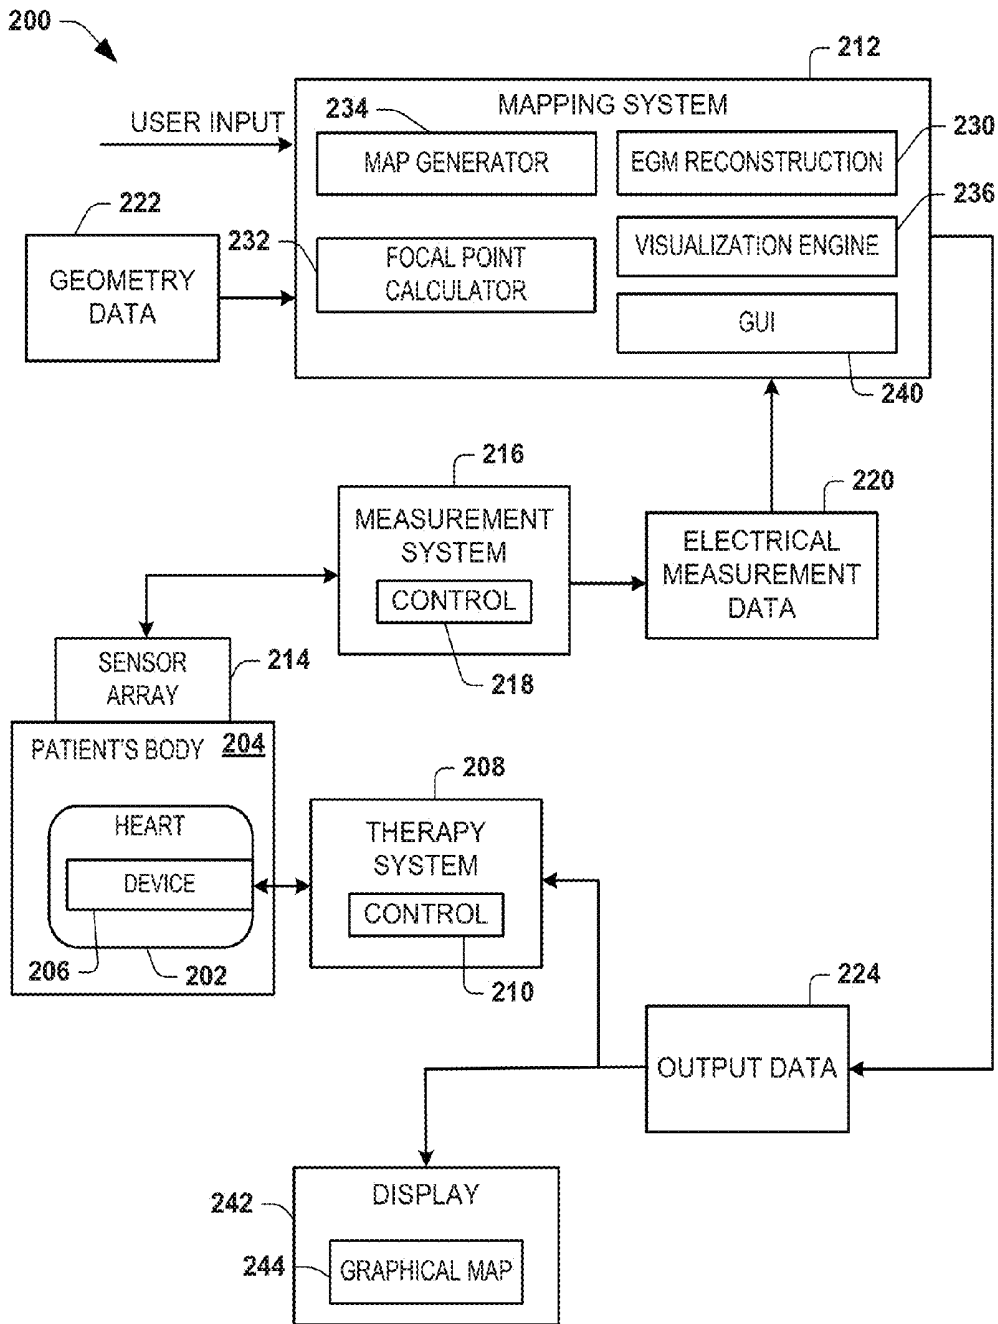 200
212
MAPPING SYSTEM
USER INPUT
234
MAP GENERATOR
EGM RECONSTRUCTION
230
222
GEOMETRY
DATA
232
FOCAL POINT
CALCULATOR
VISUALIZATION ENGINE
236
GUI
240
216
MEASUREMENT
SYSTEM
CONTROL
218
220
ELECTRICAL
MEASUREMENT
DATA
SENSOR
ARRAY
214
PATIENT'S BODY
204
HEART
DEVICE
206
202
208
THERAPY
SYSTEM
CONTROL
210
224
OUTPUT DATA
242
DISPLAY
244
GRAPHICAL MAP